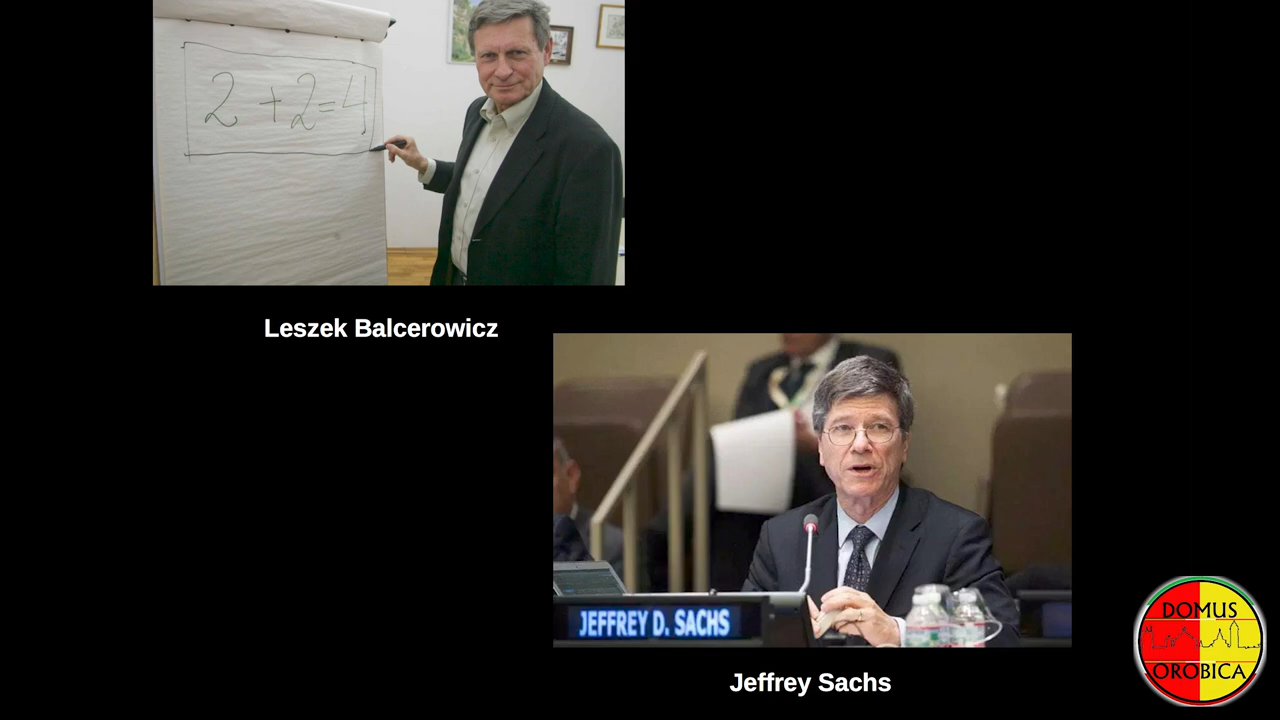 2 + 2 = 4
Leszek Balcerowicz
JEFFREY D. SACHS
Jeffrey Sachs
DOMUS
OROBICA